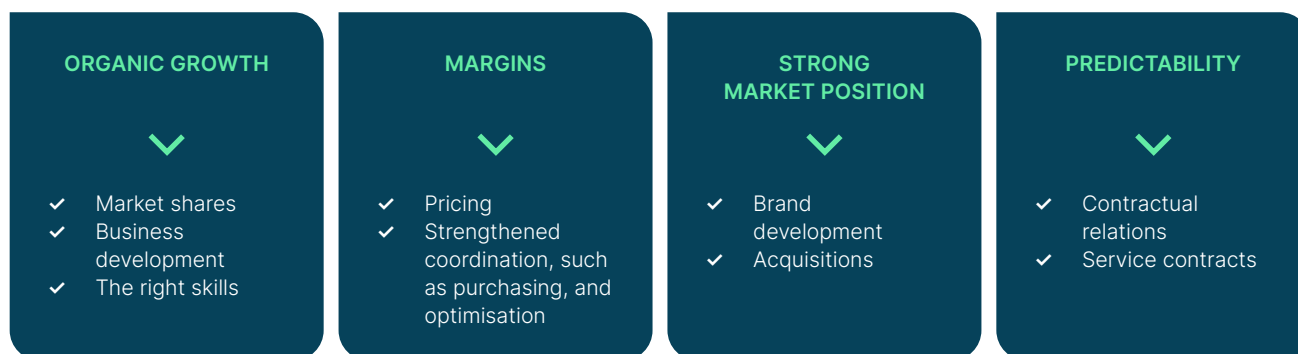 ORGANIC GROWTH
Market shares
Business
development
The right skills
MARGINS
Pricing
Strengthened
coordination, such
as purchasing, and
optimisation
STRONG
MARKET POSITION
Brand
development
Acquisitions
PREDICTABILITY
Contractual
relations
Service contracts